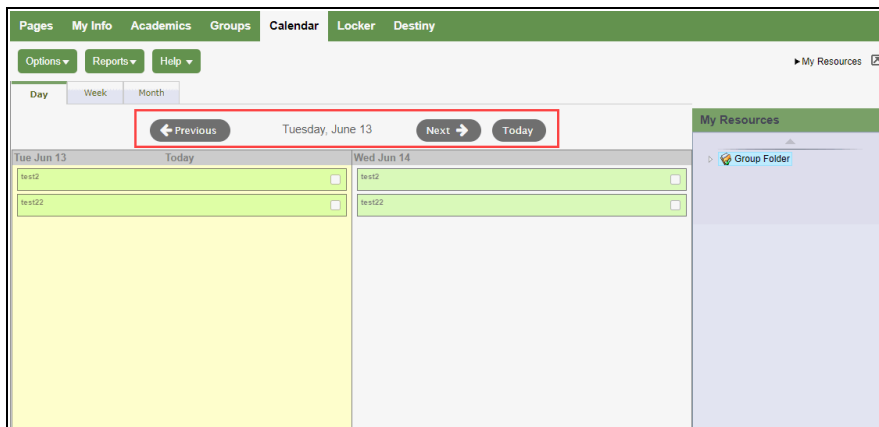 Pages My Info Academics Groups Calendar Locker Destiny
Options Reports Help My Resources
Day Week Month
Previous Tuesday, June 13 Next Today
My Resources
Tue Jun 13 Today Wed Jun 14
Group Folder
test2 test2
test22 test22